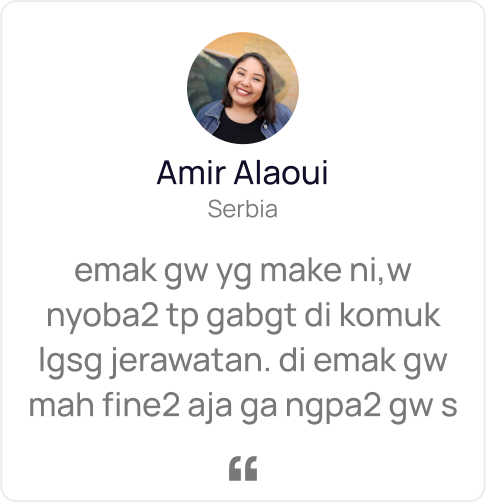 Amir Alaoui
Serbia
emak gw yg make ni,w
nyoba2 tp gabgt di komuk
lgsg jerawatan. di emak gw
mah fine2 aja ga ngpa2 gw s
❝